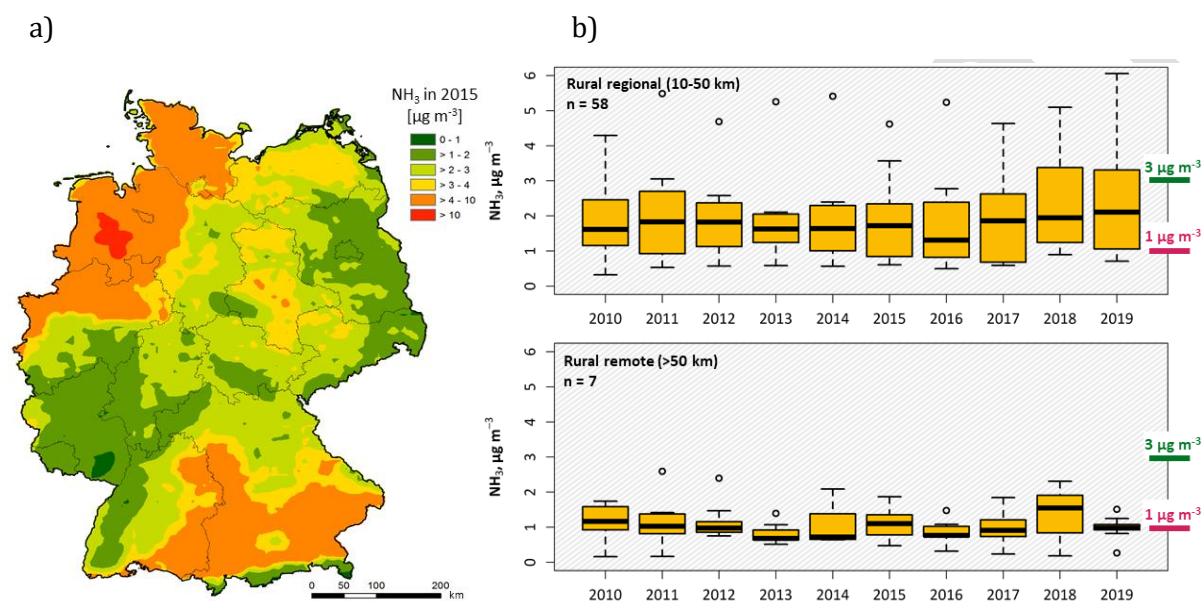 a)
NH₃ in 2015
[µg m⁻³]
0 - 1
> 1 - 2
> 2 - 3
> 3 - 4
> 4 - 10
> 10
0 50 100 200
km
b)
Rural regional (10-50 km)
n = 58
NH₃, µg m⁻³
6
5
4
3
2
1
0
3 µg m⁻³
1 µg m⁻³
2010 2011 2012 2013 2014 2015 2016 2017 2018 2019
Rural remote (>50 km)
n = 7
NH₃, µg m⁻³
6
5
4
3
2
1
0
3 µg m⁻³
1 µg m⁻³
2010 2011 2012 2013 2014 2015 2016 2017 2018 2019